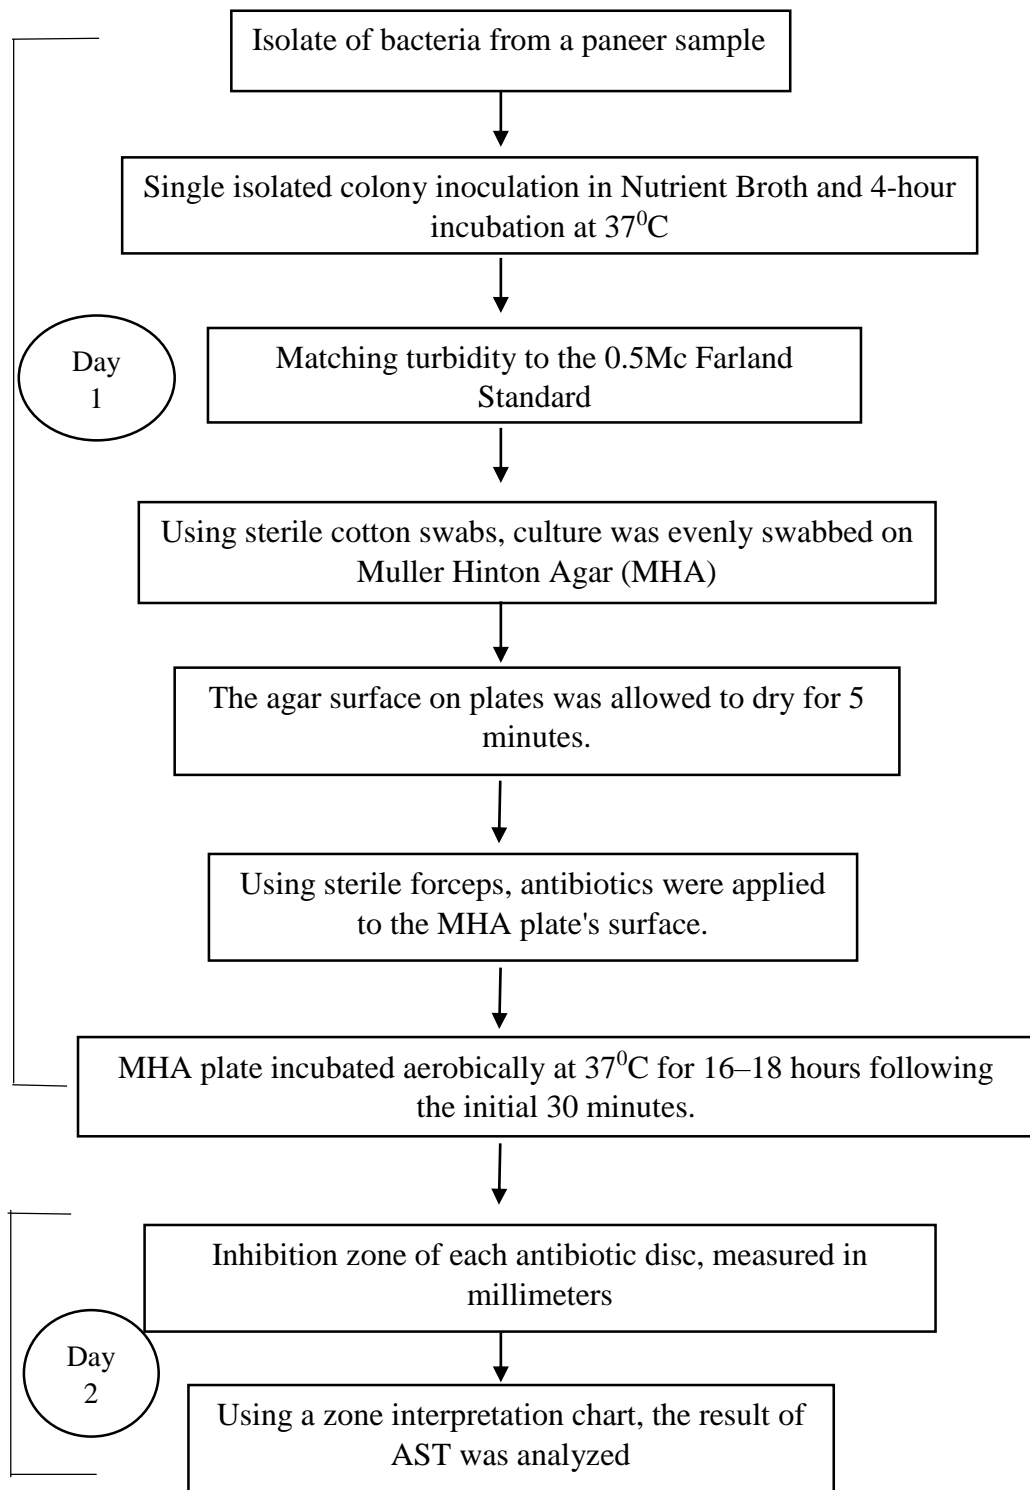 Isolate of bacteria from a paneer sample
Single isolated colony inoculation in Nutrient Broth and 4-hour
incubation at 37⁰C
Day
1
Matching turbidity to the 0.5Mc Farland
Standard
Using sterile cotton swabs, culture was evenly swabbed on
Muller Hinton Agar (MHA)
The agar surface on plates was allowed to dry for 5
minutes.
Using sterile forceps, antibiotics were applied
to the MHA plate's surface.
MHA plate incubated aerobically at 37⁰C for 16–18 hours following
the initial 30 minutes.
Inhibition zone of each antibiotic disc, measured in
millimeters
Day
2
Using a zone interpretation chart, the result of
AST was analyzed